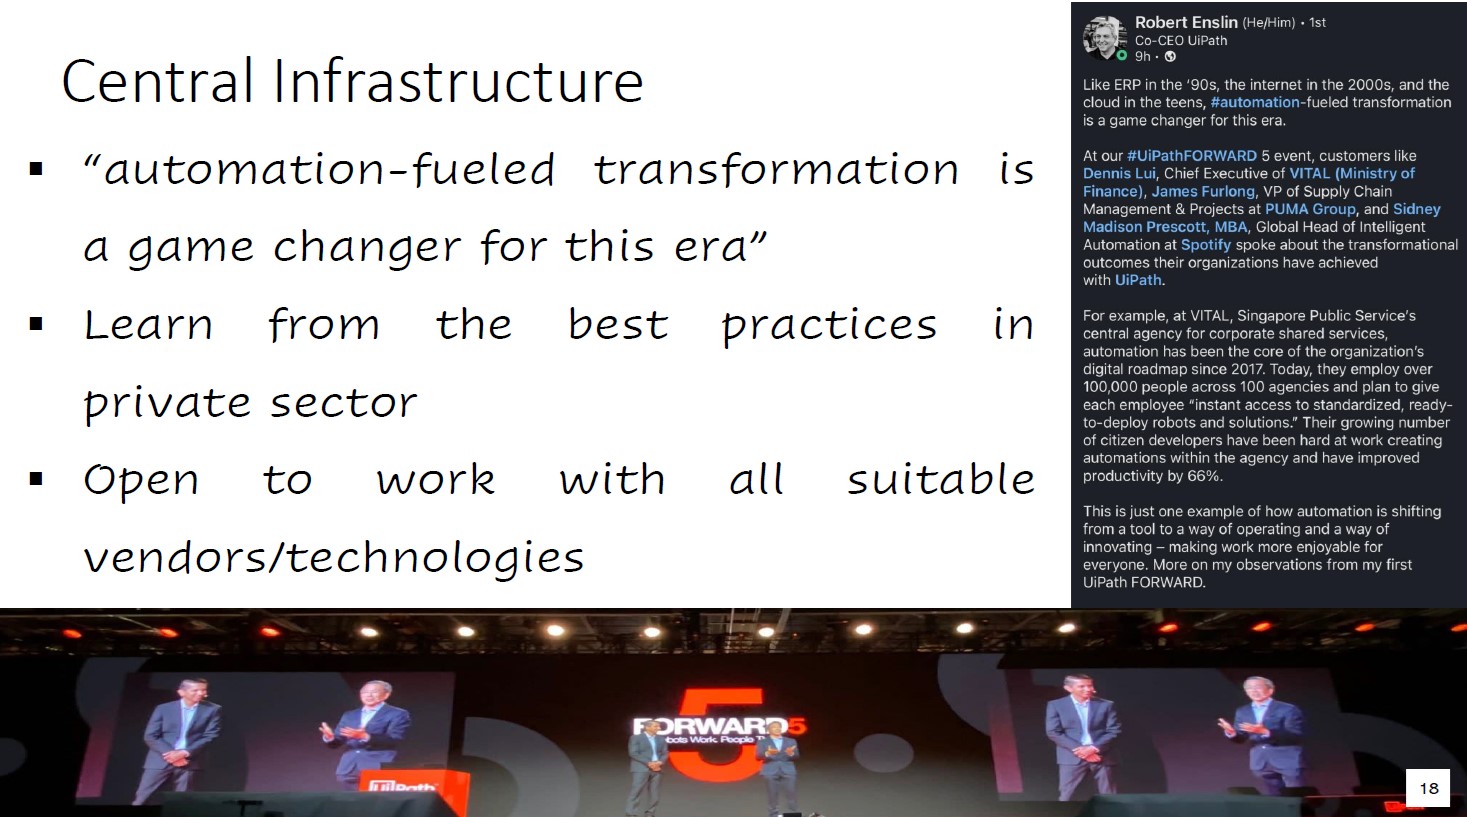 Central Infrastructure
▪ “automation-fueled transformation is
a game changer for this era”
▪ Learn from the best practices in
private sector
▪ Open to work with all suitable
vendors/technologies
Robert Enslin (He/Him) • 1st
Co-CEO UiPath
9h •
Like ERP in the ‘90s, the internet in the 2000s, and the
cloud in the teens, #automation-fueled transformation
is a game changer for this era.
At our #UiPathFORWARD 5 event, customers like
Dennis Lui, Chief Executive of VITAL (Ministry of
Finance), James Furlong, VP of Supply Chain
Management & Projects at PUMA Group, and Sidney
Madison Prescott, MBA, Global Head of Intelligent
Automation at Spotify spoke about the transformational
outcomes their organizations have achieved
with UiPath.
For example, at VITAL, Singapore Public Service’s
central agency for corporate shared services,
automation has been the core of the organization’s
digital roadmap since 2017. Today, they employ over
100,000 people across 100 agencies and plan to give
each employee “instant access to standardized, ready-
to-deploy robots and solutions.” Their growing number
of citizen developers have been hard at work creating
automations within the agency and have improved
productivity by 66%.
This is just one example of how automation is shifting
from a tool to a way of operating and a way of
innovating – making work more enjoyable for
everyone. More on my observations from my first
UiPath FORWARD.
5
FORWARD5
Work. People
UiPath
18